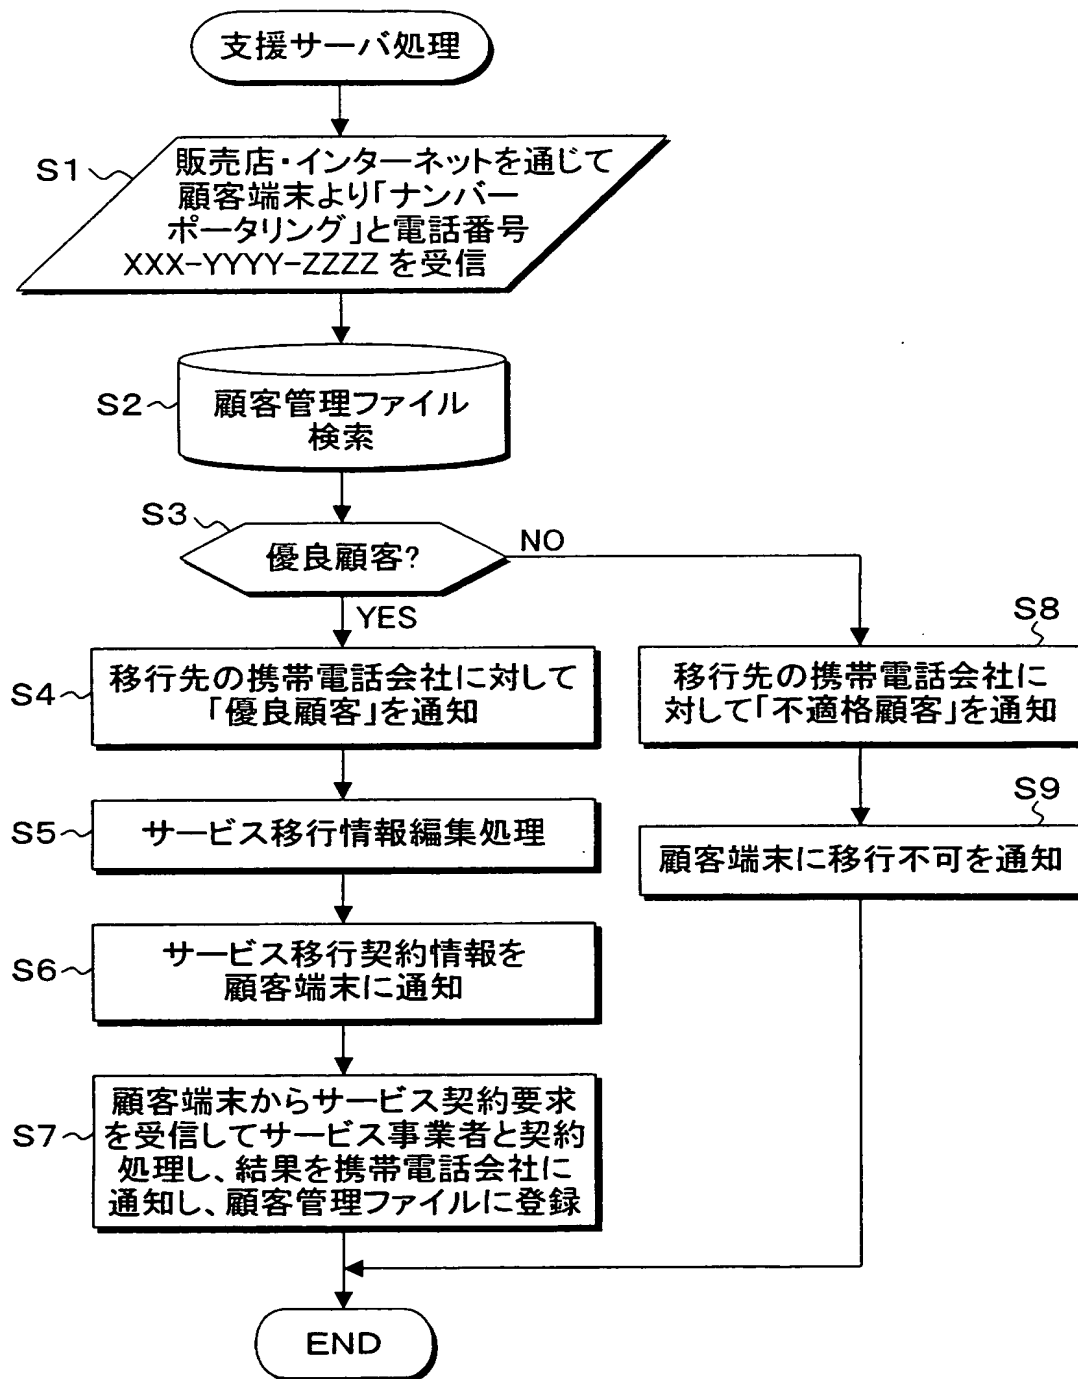 支援サーバ処理
S1
販売店・インターネットを通じて
顧客端末より「ナンバー
ポータリング」と電話番号
XXX-YYYY-ZZZZ を受信
S2
顧客管理ファイル
検索
S3
優良顧客?
NO
YES
S4
移行先の携帯電話会社に対して
「優良顧客」を通知
S5
サービス移行情報編集処理
S6
サービス移行契約情報を
顧客端末に通知
S7
顧客端末からサービス契約要求
を受信してサービス事業者と契約
処理し、結果を携帯電話会社に
通知し、顧客管理ファイルに登録
S8
移行先の携帯電話会社に
対して「不適格顧客」を通知
S9
顧客端末に移行不可を通知
END